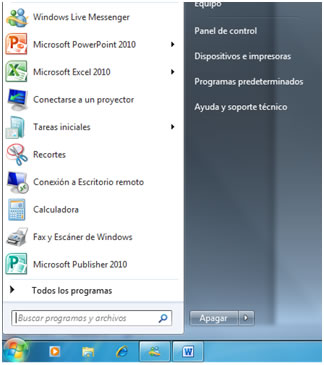 Windows Live Messenger
Microsoft PowerPoint 2010
Microsoft Excel 2010
Conectarse a un proyector
Tareas iniciales
Recortes
Conexión a Escritorio remoto
Calculadora
Fax y Escáner de Windows
Microsoft Publisher 2010
Todos los programas
Buscar programas y archivos
Equipo
Panel de control
Dispositivos e impresoras
Programas predeterminados
Ayuda y soporte técnico
Apagar